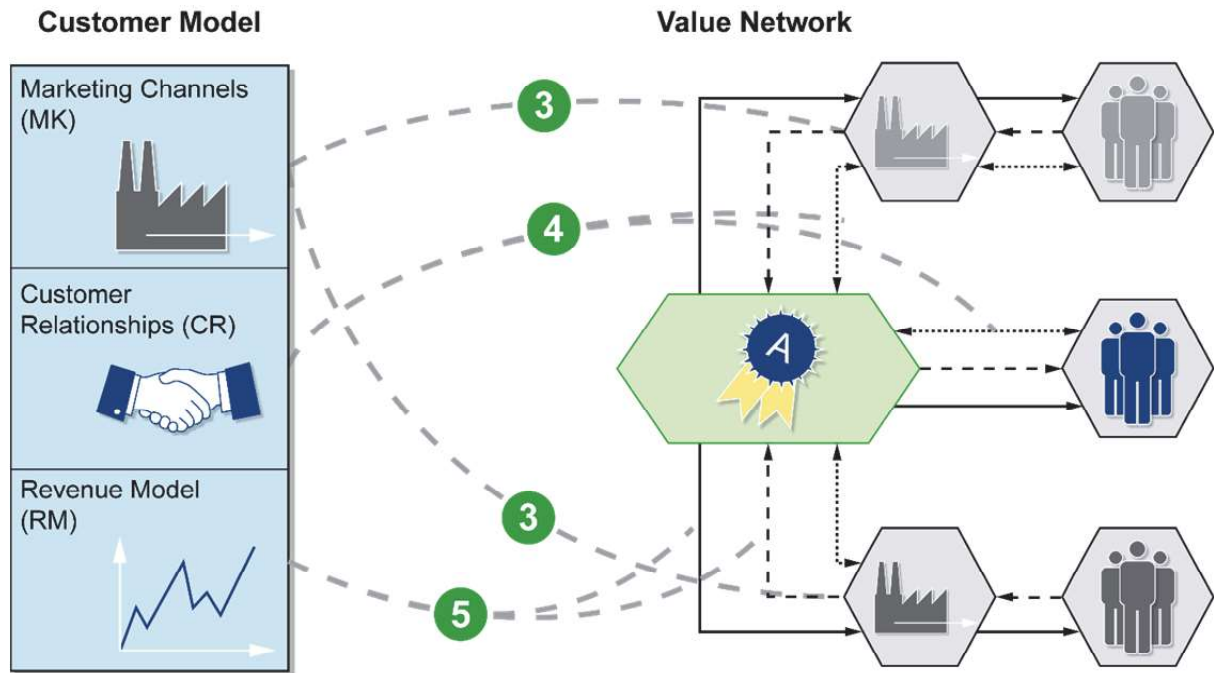 Customer Model
Value Network
Marketing Channels
(MK)
3
4
Customer
Relationships (CR)
A
Revenue Model
(RM)
3
5